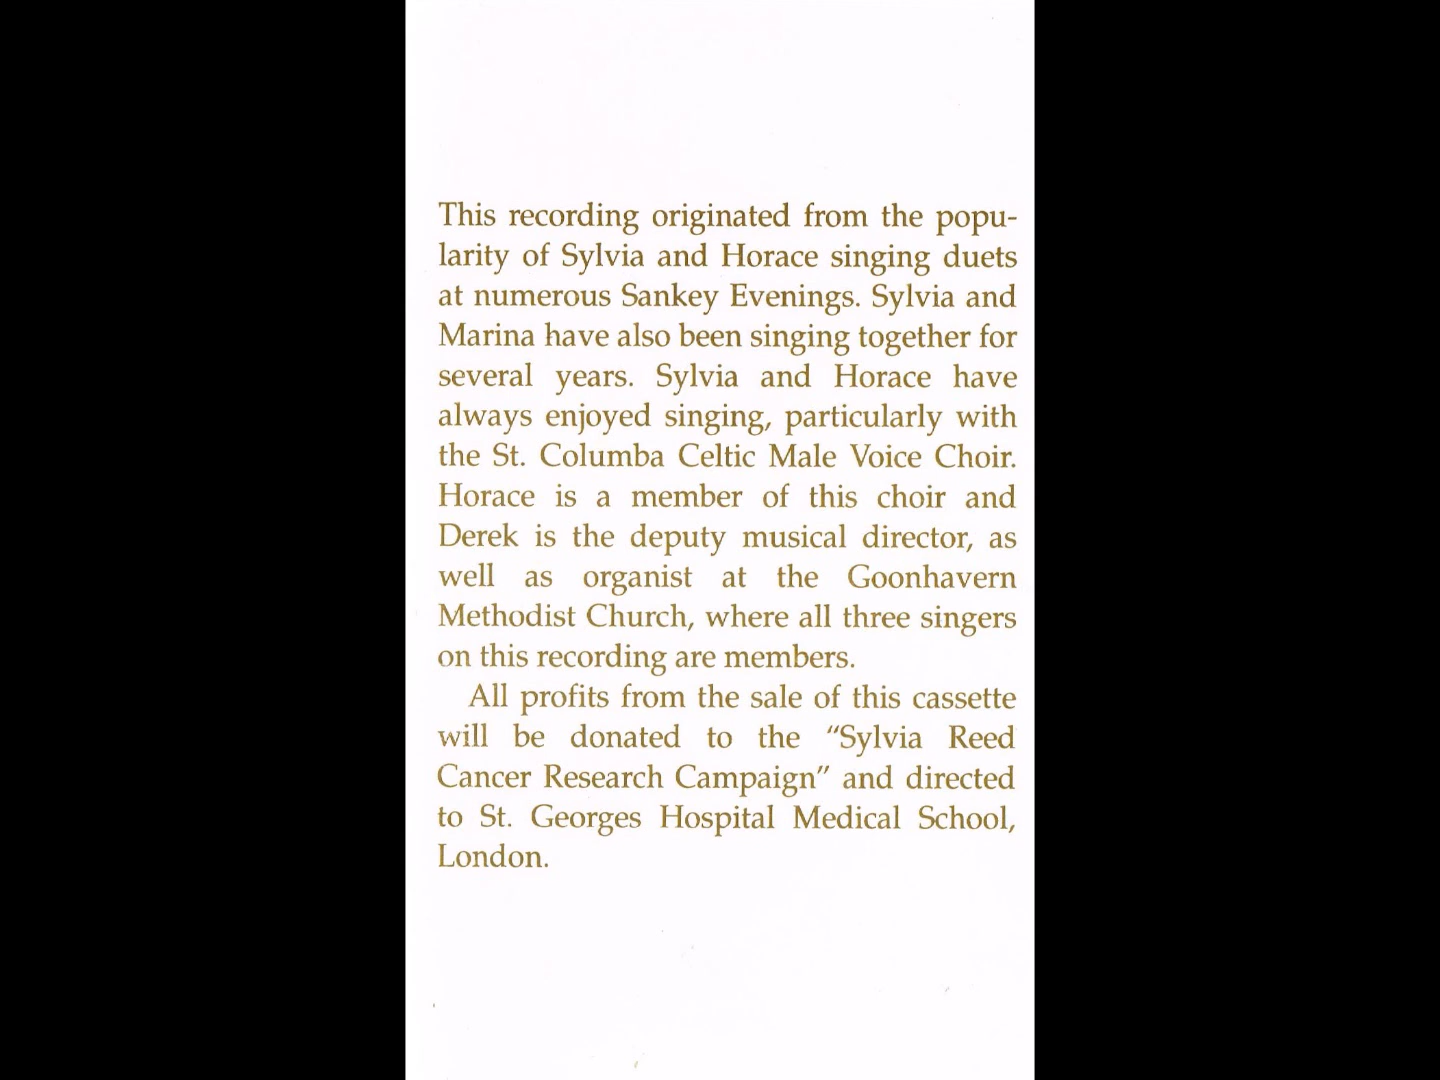 This recording originated from the popu-
larity of Sylvia and Horace singing duets
at numerous Sankey Evenings. Sylvia and
Marina have also been singing together for
several years. Sylvia and Horace have
always enjoyed singing, particularly with
the St. Columba Celtic Male Voice Choir.
Horace is a member of this choir and
Derek is the deputy musical director, as
well as organist at the Goonhavern
Methodist Church, where all three singers
on this recording are members.
All profits from the sale of this cassette
will be donated to the “Sylvia Reed
Cancer Research Campaign” and directed
to St. Georges Hospital Medical School,
London.